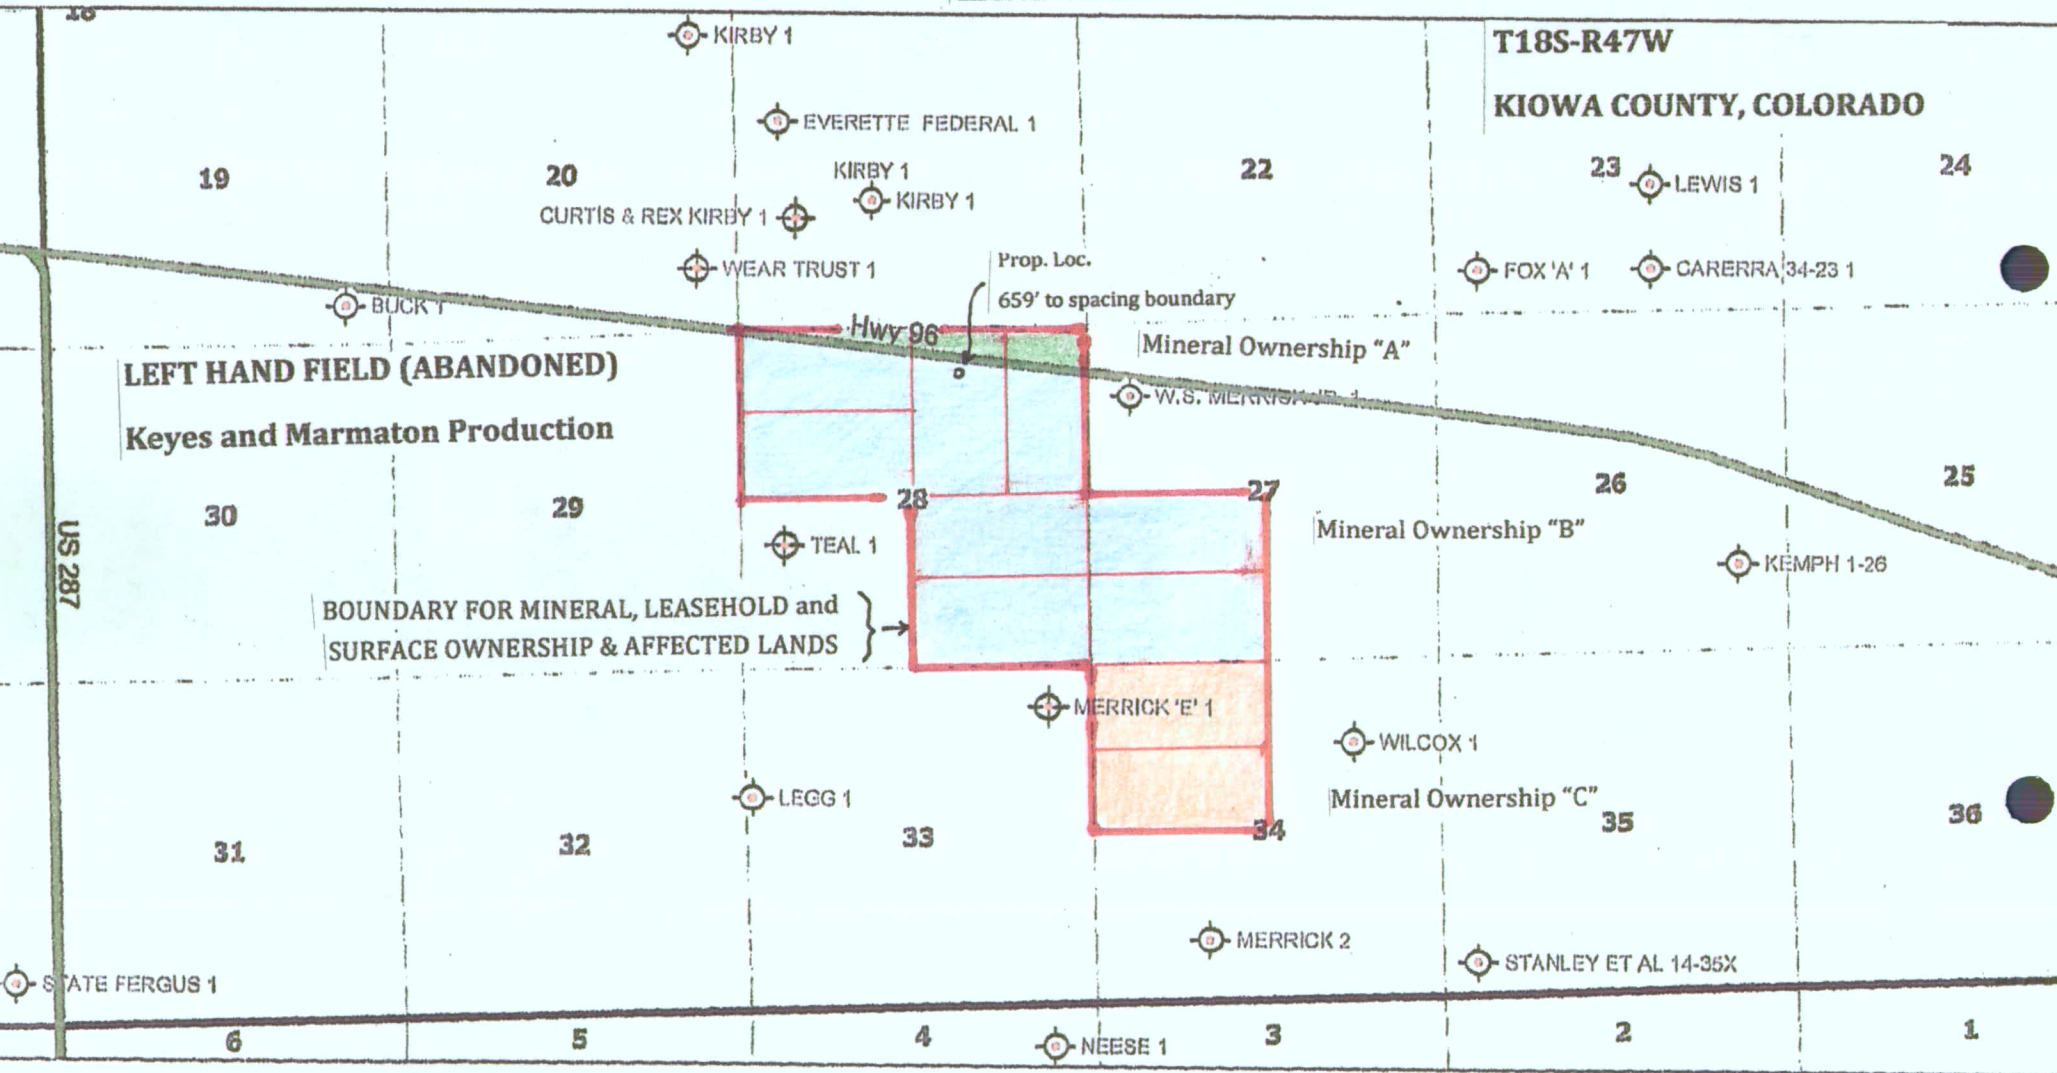 18
KIRBY 1
T18S-R47W
KIOWA COUNTY, COLORADO
EVERETTE FEDERAL 1
KIRBY 1
19
20
22
23
24
LEWIS 1
KIRBY 1
CURTIS & REX KIRBY 1
WEAR TRUST 1
Prop. Loc.
659' to spacing boundary
FOX 'A' 1
CARERRA 34-23 1
BUCK 1
Hwy 96
Mineral Ownership "A"
LEFT HAND FIELD (ABANDONED)
Keyes and Marmaton Production
W.S. MERRICK JR. 1
30
29
28
27
26
25
US 287
Mineral Ownership "B"
TEAL 1
KEMPH 1-26
BOUNDARY FOR MINERAL, LEASEHOLD and
SURFACE OWNERSHIP & AFFECTED LANDS
MERRICK 'E' 1
WILCOX 1
LEGG 1
Mineral Ownership "C"
31
32
33
34
35
36
MERRICK 2
STANLEY ET AL 14-35X
STATE FERGUS 1
6
5
4
NEESE 1
3
2
1